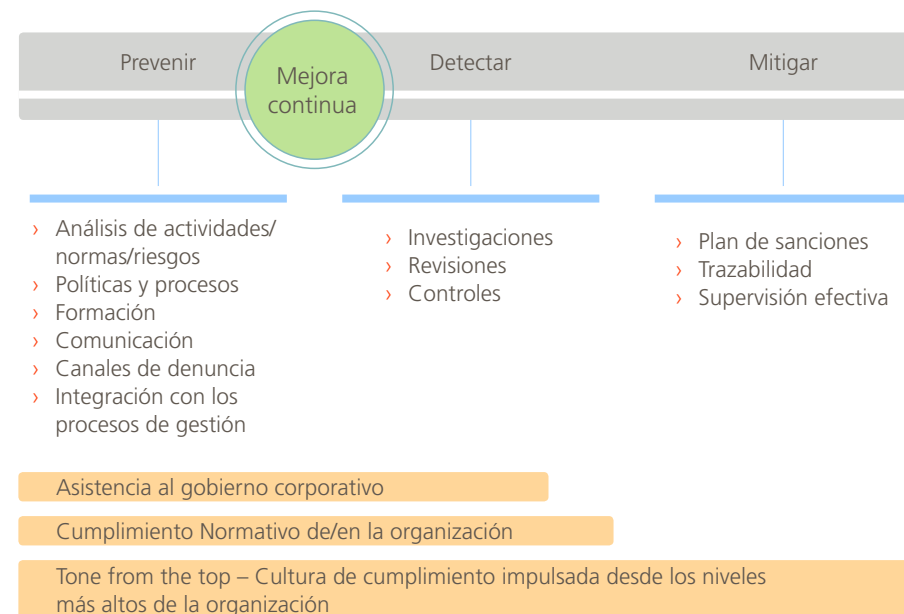 Prevenir
Mejora
continua
Detectar
Mitigar
› Análisis de actividades/
normas/riesgos
› Políticas y procesos
› Formación
› Comunicación
› Canales de denuncia
› Integración con los
procesos de gestión
› Investigaciones
› Revisiones
› Controles
› Plan de sanciones
› Trazabilidad
› Supervisión efectiva
Asistencia al gobierno corporativo
Cumplimiento Normativo de/en la organización
Tone from the top – Cultura de cumplimiento impulsada desde los niveles
más altos de la organización